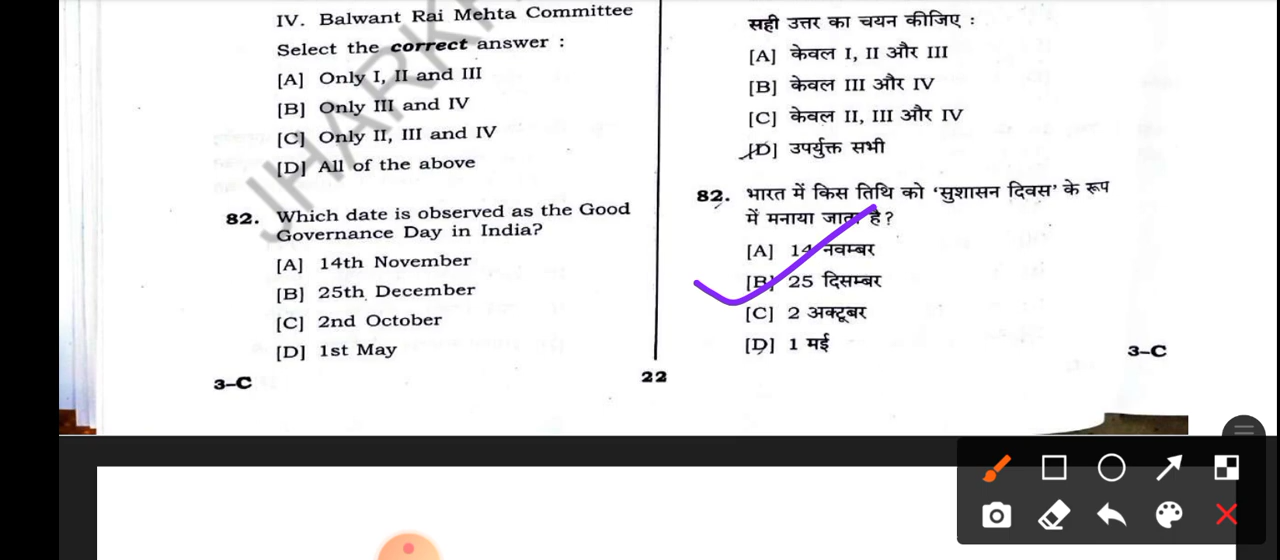 IV. Balwant Rai Mehta Committee
Select the correct answer :
[A] Only I, II and III
[B] Only III and IV
[C] Only II, III and IV
[D] All of the above
82. Which date is observed as the Good
Governance Day in India?
[A] 14th November
[B] 25th December
[C] 2nd October
[D] 1st May
3–C
22
सही उत्तर का चयन कीजिए :
[A] केवल I, II और III
[B] केवल III और IV
[C] केवल II, III और IV
[D] उपर्युक्त सभी
82. भारत में किस तिथि को ‘सुशासन दिवस’ के रूप
में मनाया जाता है?
[A] 14 नवम्बर
[B] 25 दिसम्बर
[C] 2 अक्टूबर
[D] 1 मई
3–C
JHARK